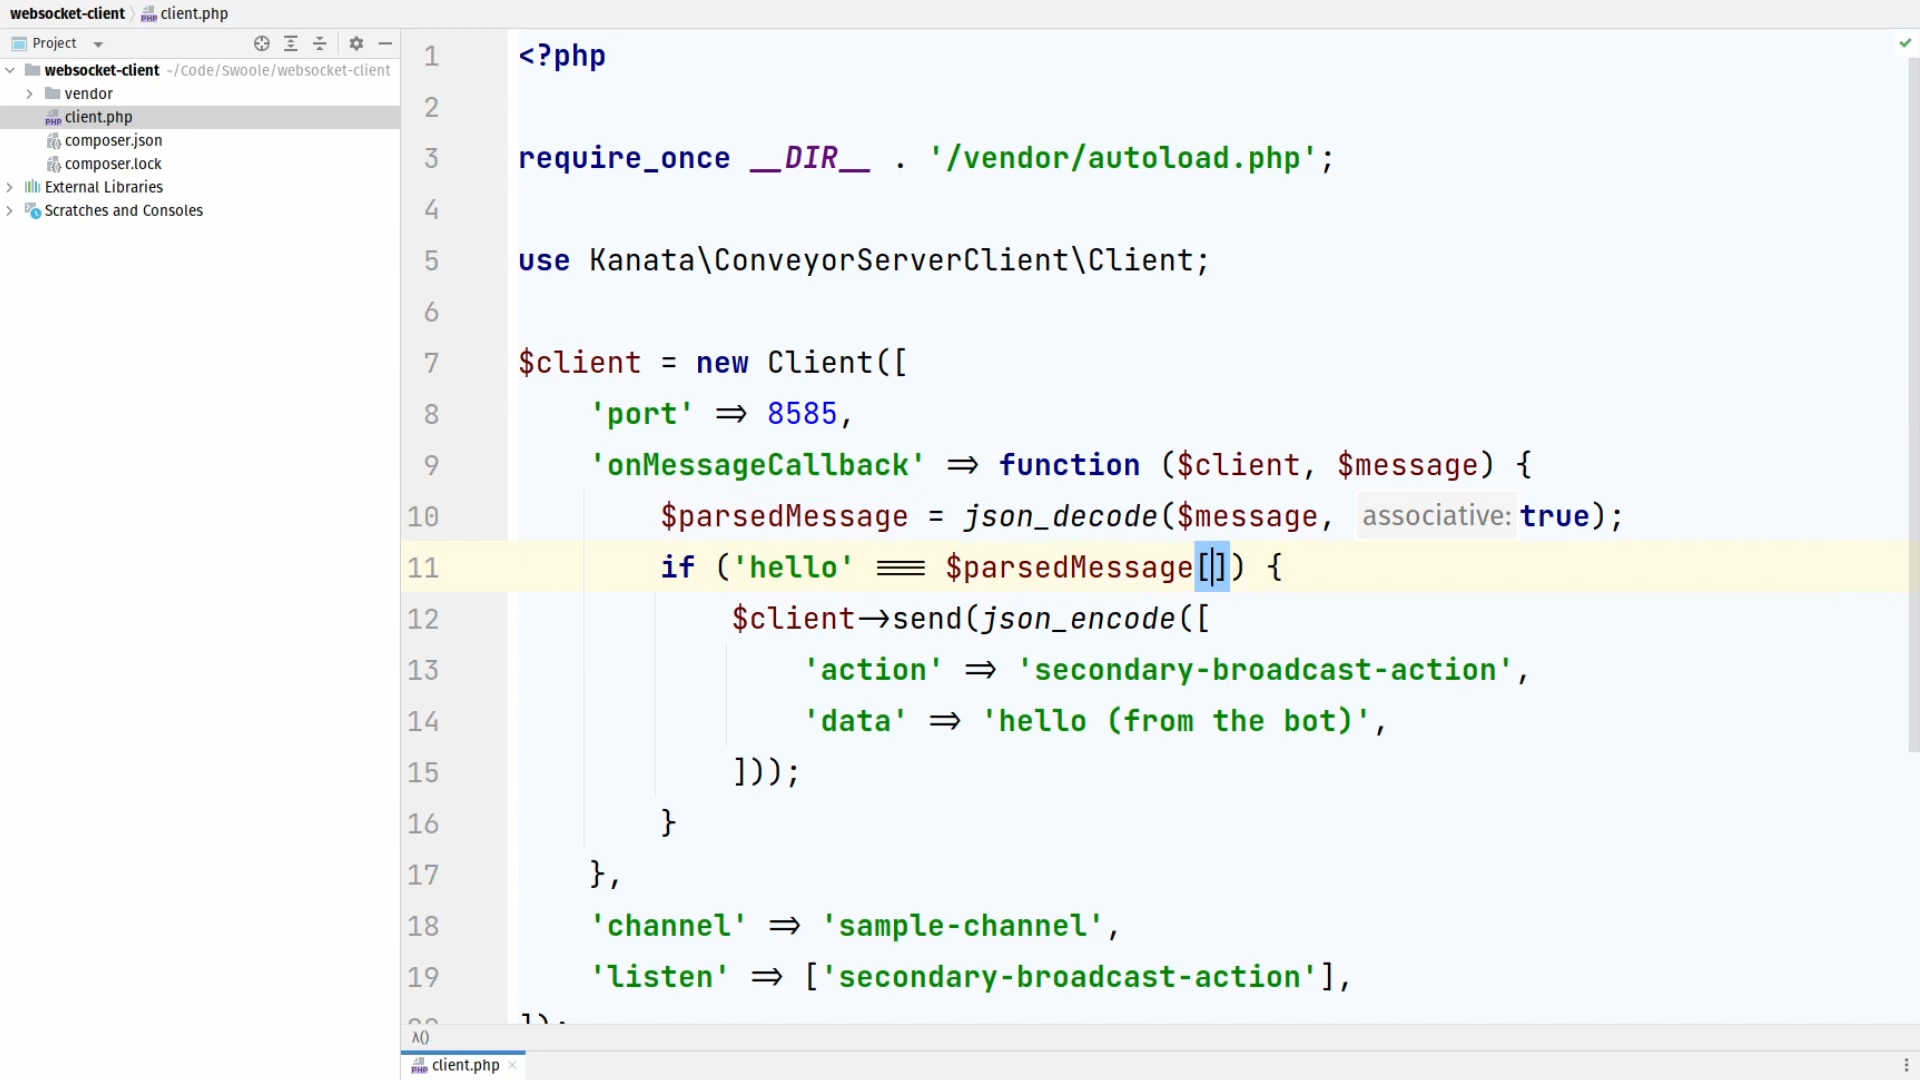 websocket-client client.php
Project
websocket-client ~/Code/Swoole/websocket-client
vendor
client.php
composer.json
composer.lock
External Libraries
Scratches and Consoles
1 <?php
2
3 require_once __DIR__ . '/vendor/autoload.php';
4
5 use Kanata\ConveyorServerClient\Client;
6
7 $client = new Client([
8 'port' => 8585,
9 'onMessageCallback' => function ($client, $message) {
10 $parsedMessage = json_decode($message, associative: true);
11 if ('hello' === $parsedMessage[]) {
12 $client->send(json_encode([
13 'action' => 'secondary-broadcast-action',
14 'data' => 'hello (from the bot)',
15 ]));
16 }
17 },
18 'channel' => 'sample-channel',
19 'listen' => ['secondary-broadcast-action'],
20 ]);
λ()
client.php